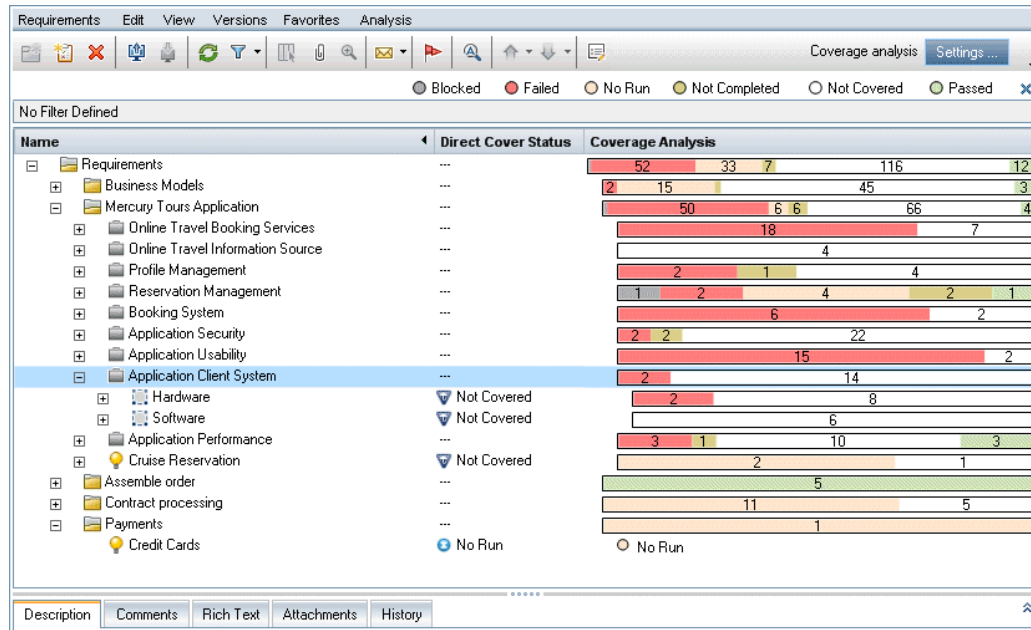 Requirements Edit View Versions Favorites Analysis
Coverage analysis Settings ...
Blocked Failed No Run Not Completed Not Covered Passed
No Filter Defined
Name Direct Cover Status Coverage Analysis
Requirements --- 52 33 7 116 12
Business Models --- 2 15 45 3
Mercury Tours Application --- 50 6 6 66 4
Online Travel Booking Services --- 18 7
Online Travel Information Source --- 4
Profile Management --- 2 1 4
Reservation Management --- 1 2 4 2 1
Booking System --- 6 2
Application Security --- 2 2 22
Application Usability --- 15 2
Application Client System --- 2 14
Hardware Not Covered 2 8
Software Not Covered 6
Application Performance --- 3 1 10 3
Cruise Reservation Not Covered 2 1
Assemble order --- 5
Contract processing --- 11 5
Payments --- 1
Credit Cards No Run No Run
Description Comments Rich Text Attachments History